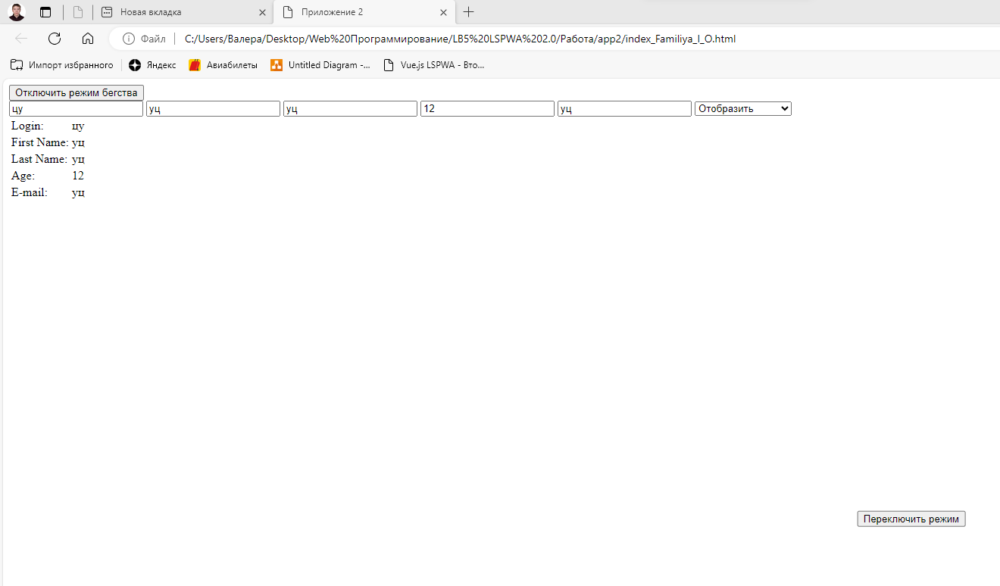 Новая вкладка
Приложение 2
Файл C:/Users/Валера/Desktop/Web%20Программирование/LB5%20LSPWA%202.0/Работа/app2/index_Familiya_I_O.html
Импорт избранного Яндекс Авиабилеты Untitled Diagram -... Vue.js LSPWA - Вто...
Отключить режим бегства
цу уц уц 12 уц Отобразить
Login: цу
First Name: уц
Last Name: уц
Age: 12
E-mail: уц
Переключить режим